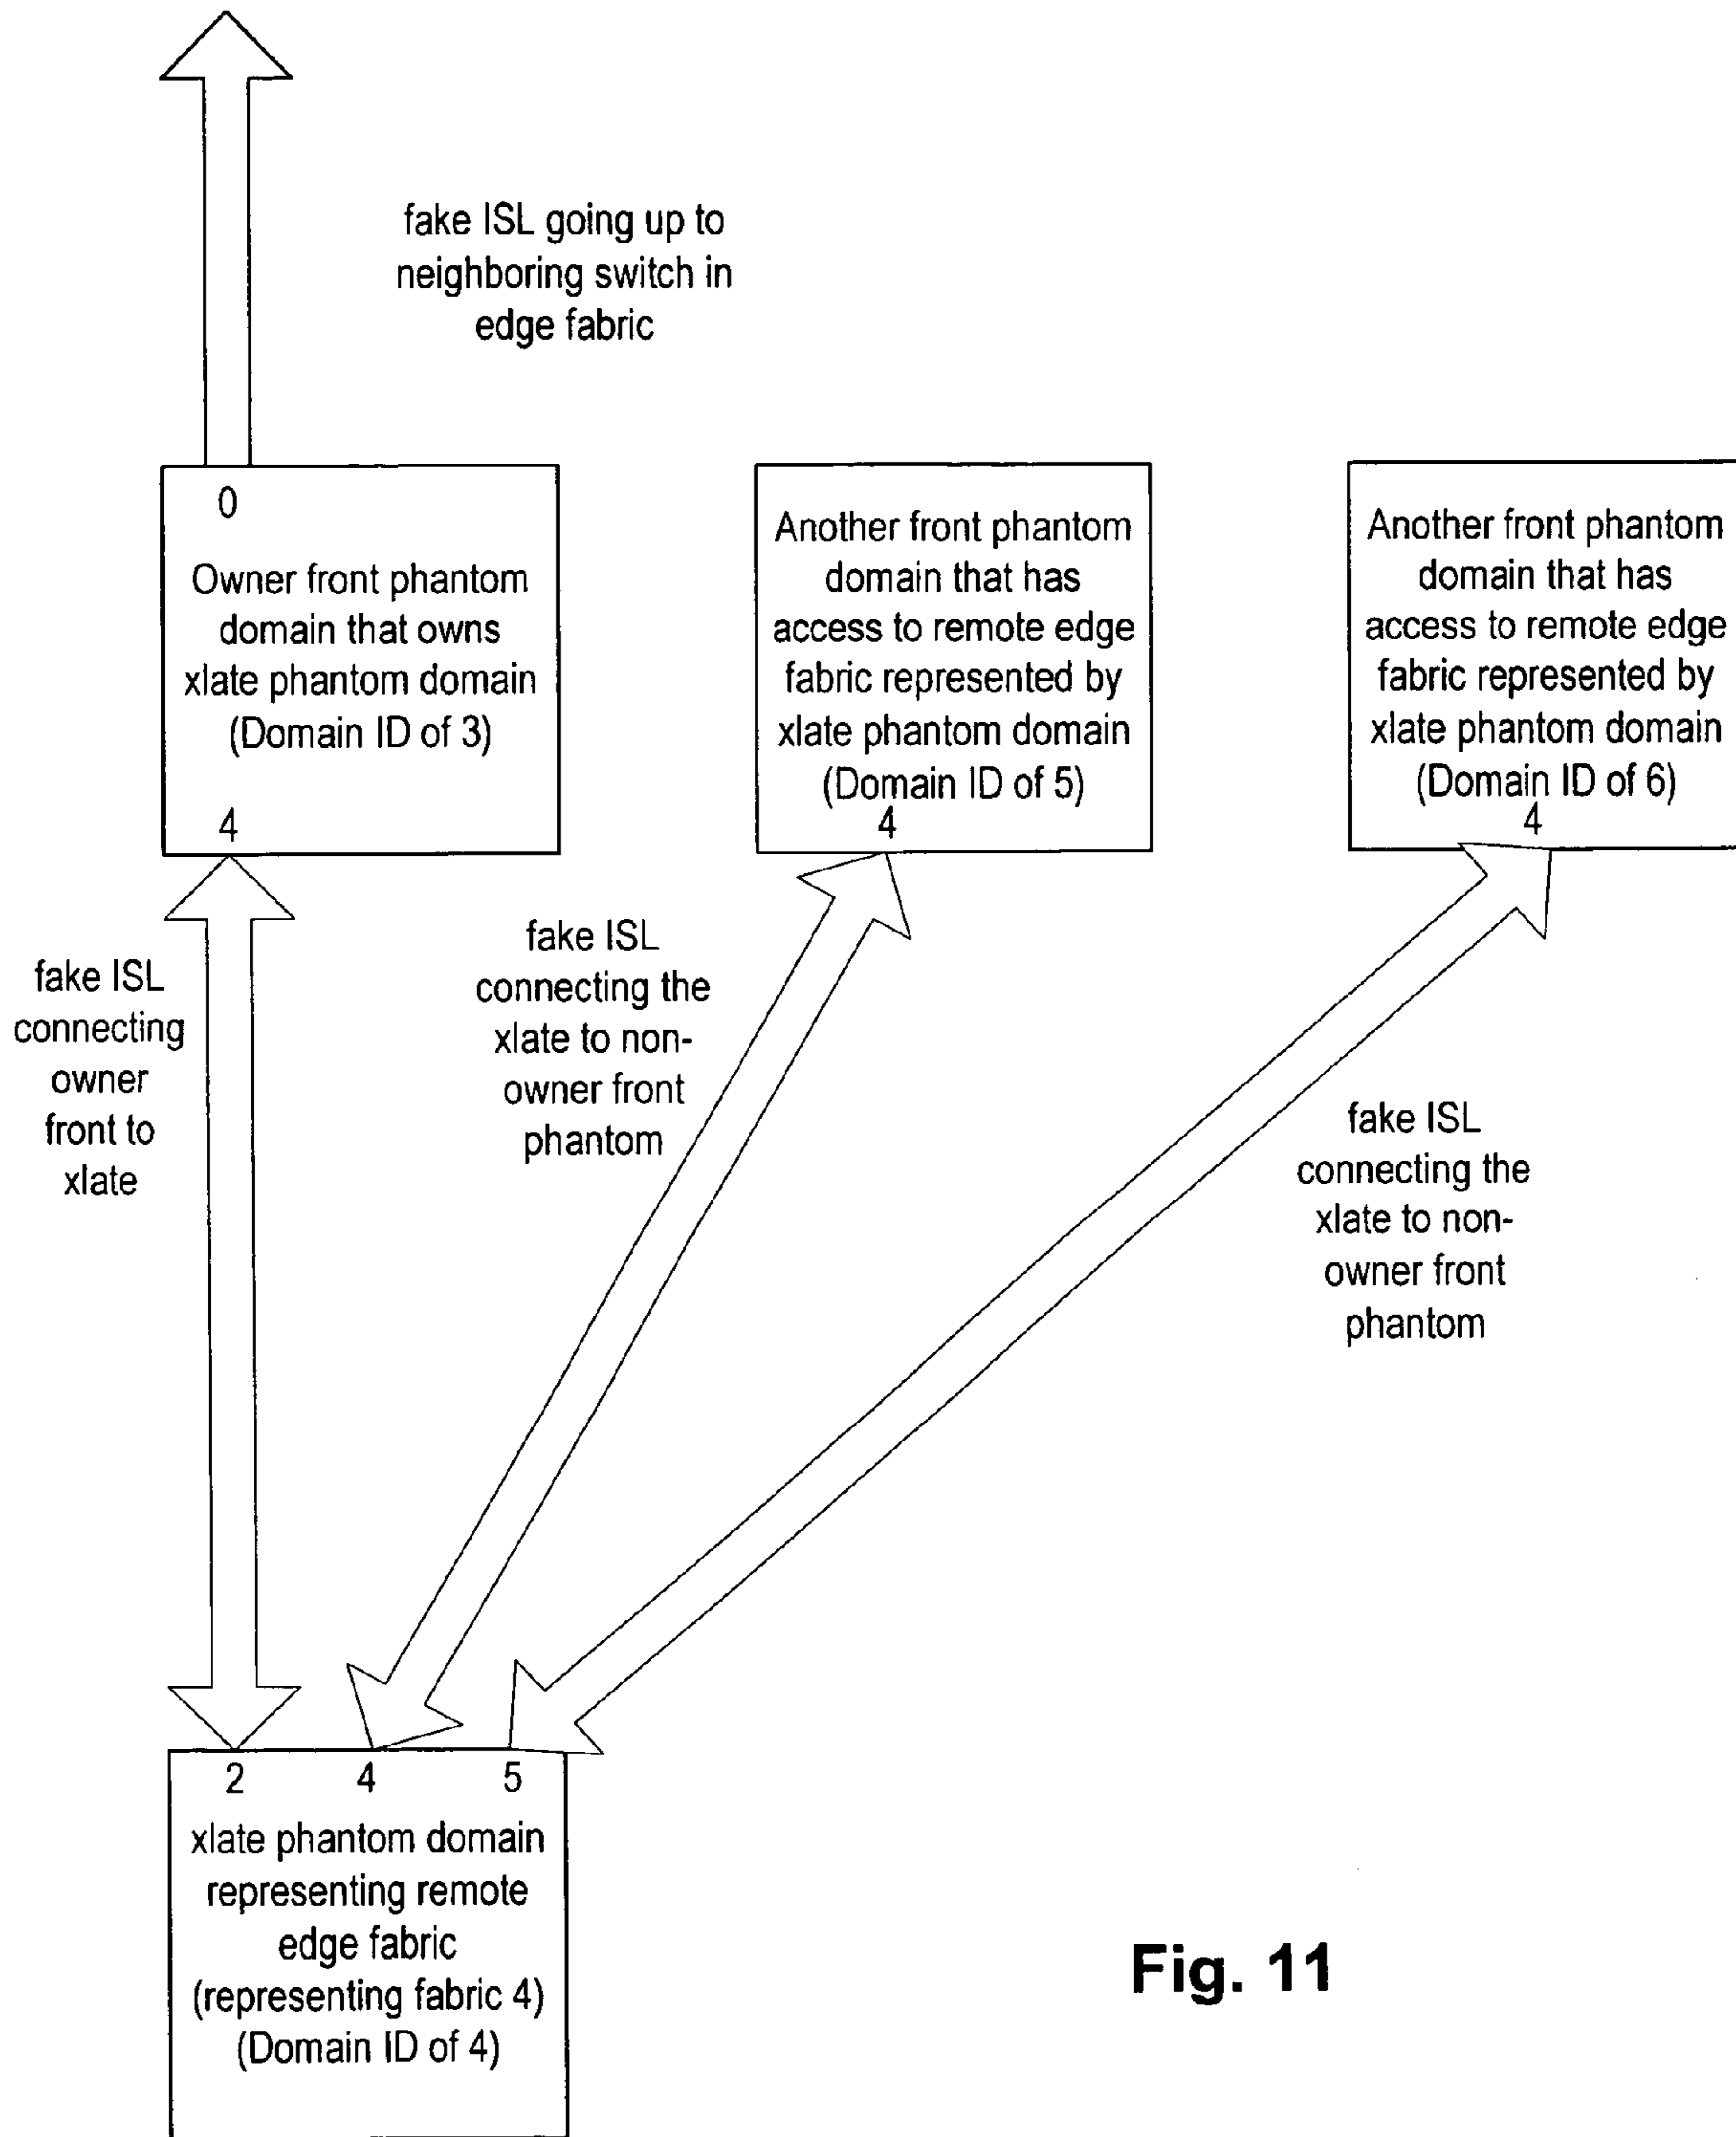 fake ISL going up to
neighboring switch in
edge fabric
0
Owner front phantom
domain that owns
xlate phantom domain
(Domain ID of 3)
4
Another front phantom
domain that has
access to remote edge
fabric represented by
xlate phantom domain
(Domain ID of 5)
4
Another front phantom
domain that has
access to remote edge
fabric represented by
xlate phantom domain
(Domain ID of 6)
4
fake ISL
connecting
owner
front to
xlate
fake ISL
connecting the
xlate to non-
owner front
phantom
fake ISL
connecting the
xlate to non-
owner front
phantom
2 4 5
xlate phantom domain
representing remote
edge fabric
(representing fabric 4)
(Domain ID of 4)
Fig. 11